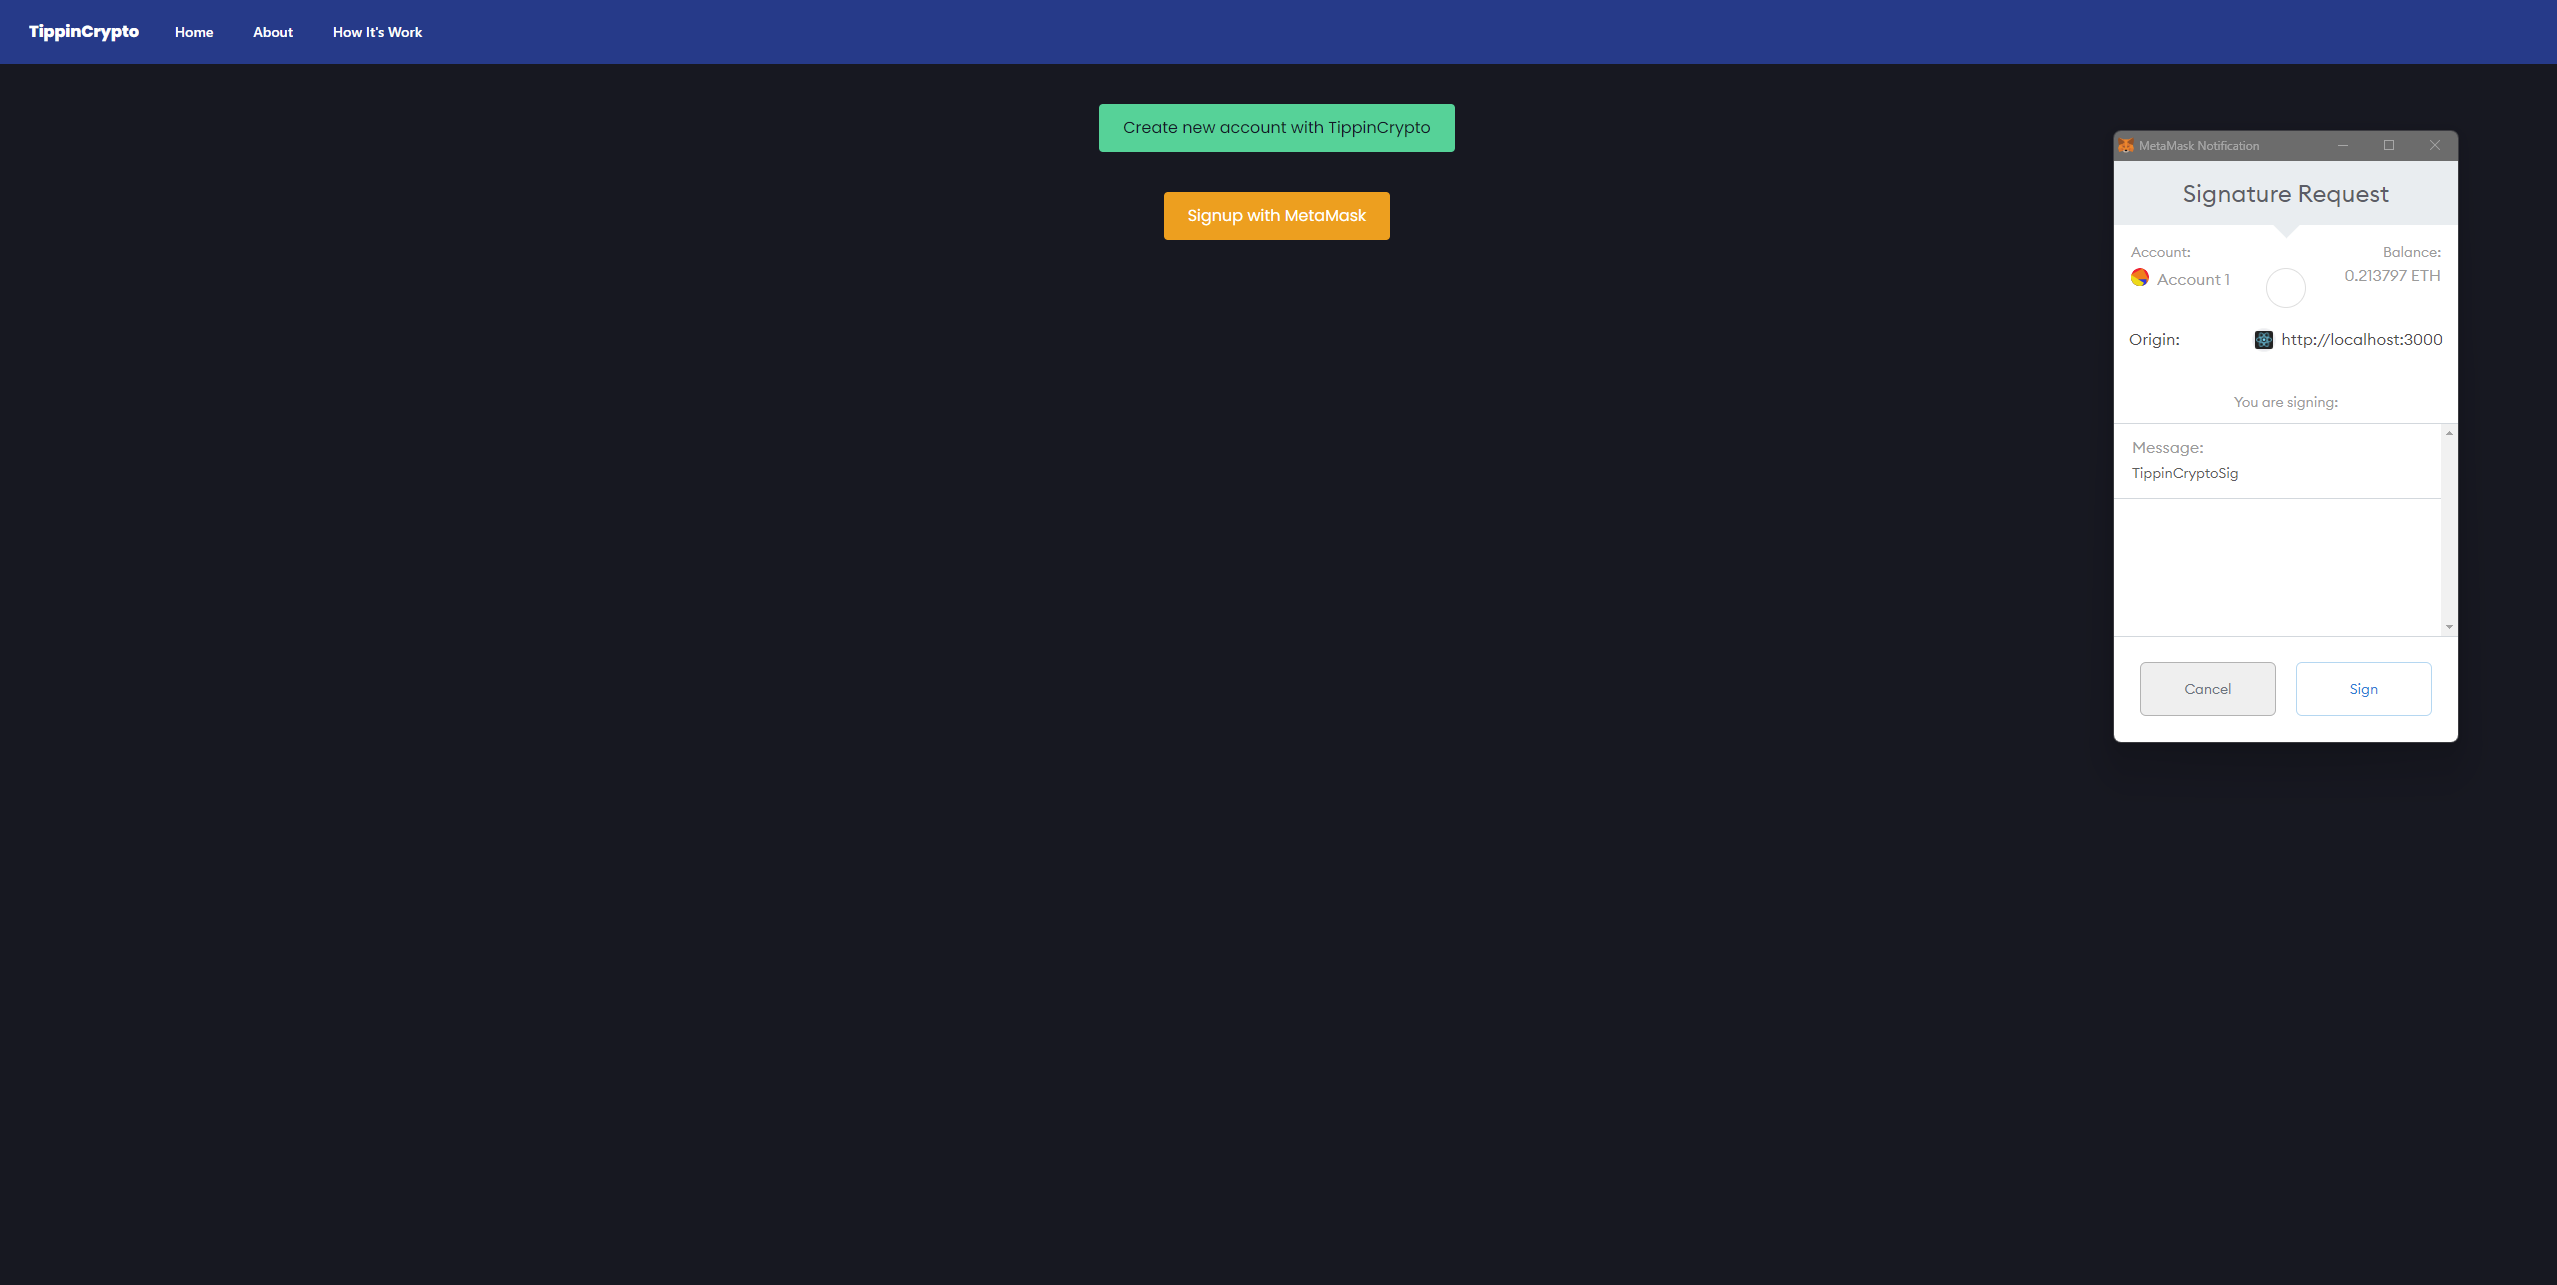 TippinCrypto Home About How It's Work
Create new account with TippinCrypto
Signup with MetaMask
MetaMask Notification
Signature Request
Account: Balance:
Account 1 0.213797 ETH
Origin: http://localhost:3000
You are signing:
Message:
TippinCryptoSig
Cancel Sign